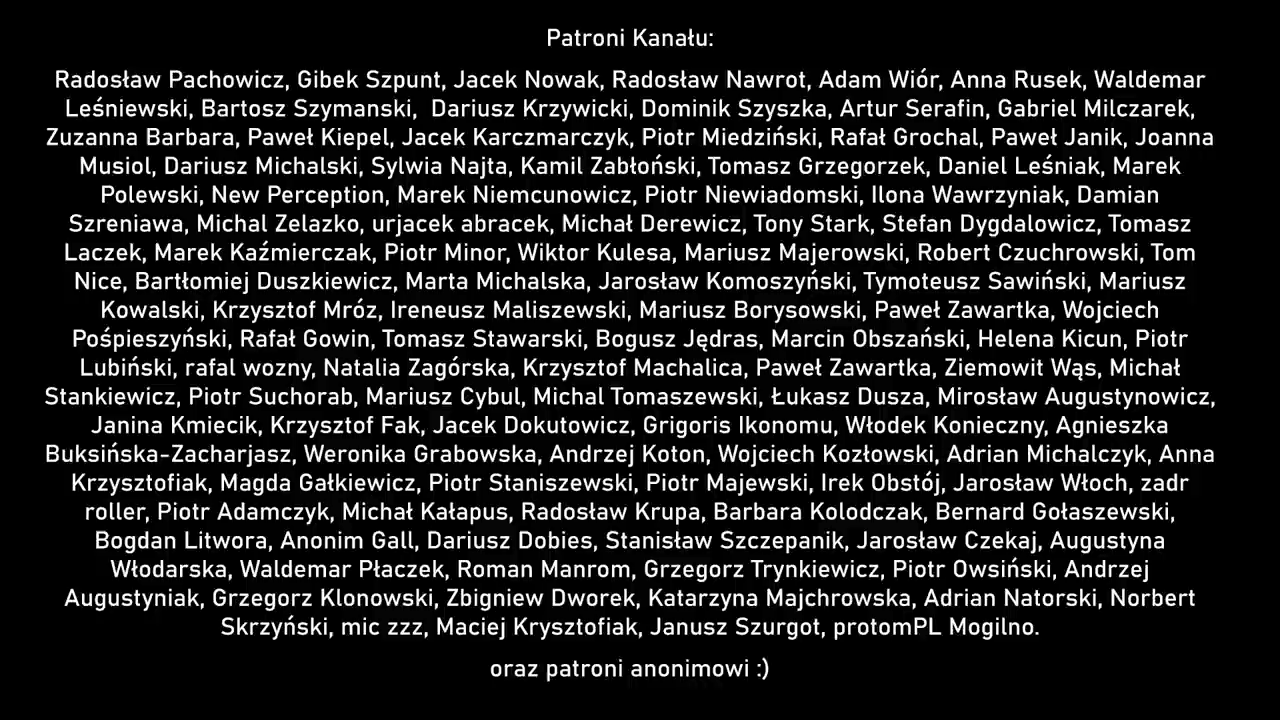 Patroni Kanału:
Radosław Pachowicz, Gibek Szpunt, Jacek Nowak, Radosław Nawrot, Adam Wiór, Anna Rusek, Waldemar
Leśniewski, Bartosz Szymanski,  Dariusz Krzywicki, Dominik Szyszka, Artur Serafin, Gabriel Milczarek,
Zuzanna Barbara, Paweł Kiepel, Jacek Karczmarczyk, Piotr Miedziński, Rafał Grochal, Paweł Janik, Joanna
Musiol, Dariusz Michalski, Sylwia Najta, Kamil Zabłoński, Tomasz Grzegorzek, Daniel Leśniak, Marek
Polewski, New Perception, Marek Niemcunowicz, Piotr Niewiadomski, Ilona Wawrzyniak, Damian
Szreniawa, Michal Zelazko, urjacek abracek, Michał Derewicz, Tony Stark, Stefan Dygdalowicz, Tomasz
Laczek, Marek Kaźmierczak, Piotr Minor, Wiktor Kulesa, Mariusz Majerowski, Robert Czuchrowski, Tom
Nice, Bartłomiej Duszkiewicz, Marta Michalska, Jarosław Komoszyński, Tymoteusz Sawiński, Mariusz
Kowalski, Krzysztof Mróz, Ireneusz Maliszewski, Mariusz Borysowski, Paweł Zawartka, Wojciech
Pośpieszyński, Rafał Gowin, Tomasz Stawarski, Bogusz Jędras, Marcin Obszański, Helena Kicun, Piotr
Lubiński, rafal wozny, Natalia Zagórska, Krzysztof Machalica, Paweł Zawartka, Ziemowit Wąs, Michał
Stankiewicz, Piotr Suchorab, Mariusz Cybul, Michal Tomaszewski, Łukasz Dusza, Mirosław Augustynowicz,
Janina Kmiecik, Krzysztof Fak, Jacek Dokutowicz, Grigoris Ikonomu, Włodek Konieczny, Agnieszka
Buksińska-Zacharjasz, Weronika Grabowska, Andrzej Koton, Wojciech Kozłowski, Adrian Michalczyk, Anna
Krzysztofiak, Magda Gałkiewicz, Piotr Staniszewski, Piotr Majewski, Irek Obstój, Jarosław Włoch, zadr
roller, Piotr Adamczyk, Michał Kałapus, Radosław Krupa, Barbara Kolodczak, Bernard Gołaszewski,
Bogdan Litwora, Anonim Gall, Dariusz Dobies, Stanisław Szczepanik, Jarosław Czekaj, Augustyna
Włodarska, Waldemar Płaczek, Roman Manrom, Grzegorz Trynkiewicz, Piotr Owsiński, Andrzej
Augustyniak, Grzegorz Klonowski, Zbigniew Dworek, Katarzyna Majchrowska, Adrian Natorski, Norbert
Skrzyński, mic zzz, Maciej Krysztofiak, Janusz Szurgot, protomPL Mogilno.
oraz patroni anonimowi :)